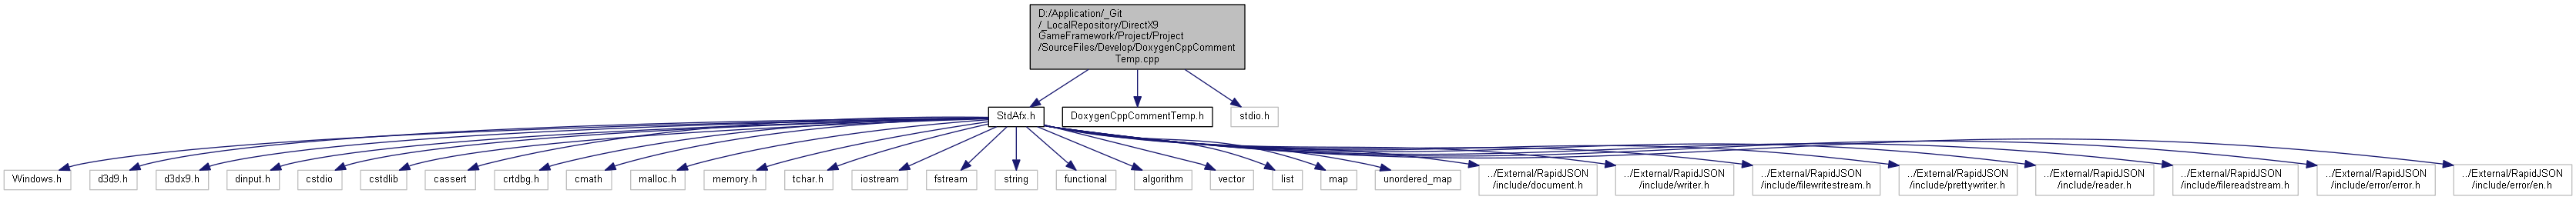 D:/Application/_Git
/_LocalRepository/DirectX9
GameFramework/Project/Project
/SourceFiles/Develop/DoxygenCppComment
Temp.cpp
StdAfx.h
DoxygenCppCommentTemp.h
stdio.h
Windows.h
d3d9.h
d3dx9.h
dinput.h
cstdio
cstdlib
cassert
crtdbg.h
cmath
malloc.h
memory.h
tchar.h
iostream
fstream
string
functional
algorithm
vector
list
map
unordered_map
../External/RapidJSON
/include/document.h
../External/RapidJSON
/include/writer.h
../External/RapidJSON
/include/filewritestream.h
../External/RapidJSON
/include/prettywriter.h
../External/RapidJSON
/include/reader.h
../External/RapidJSON
/include/filereadstream.h
../External/RapidJSON
/include/error/error.h
../External/RapidJSON
/include/error/en.h